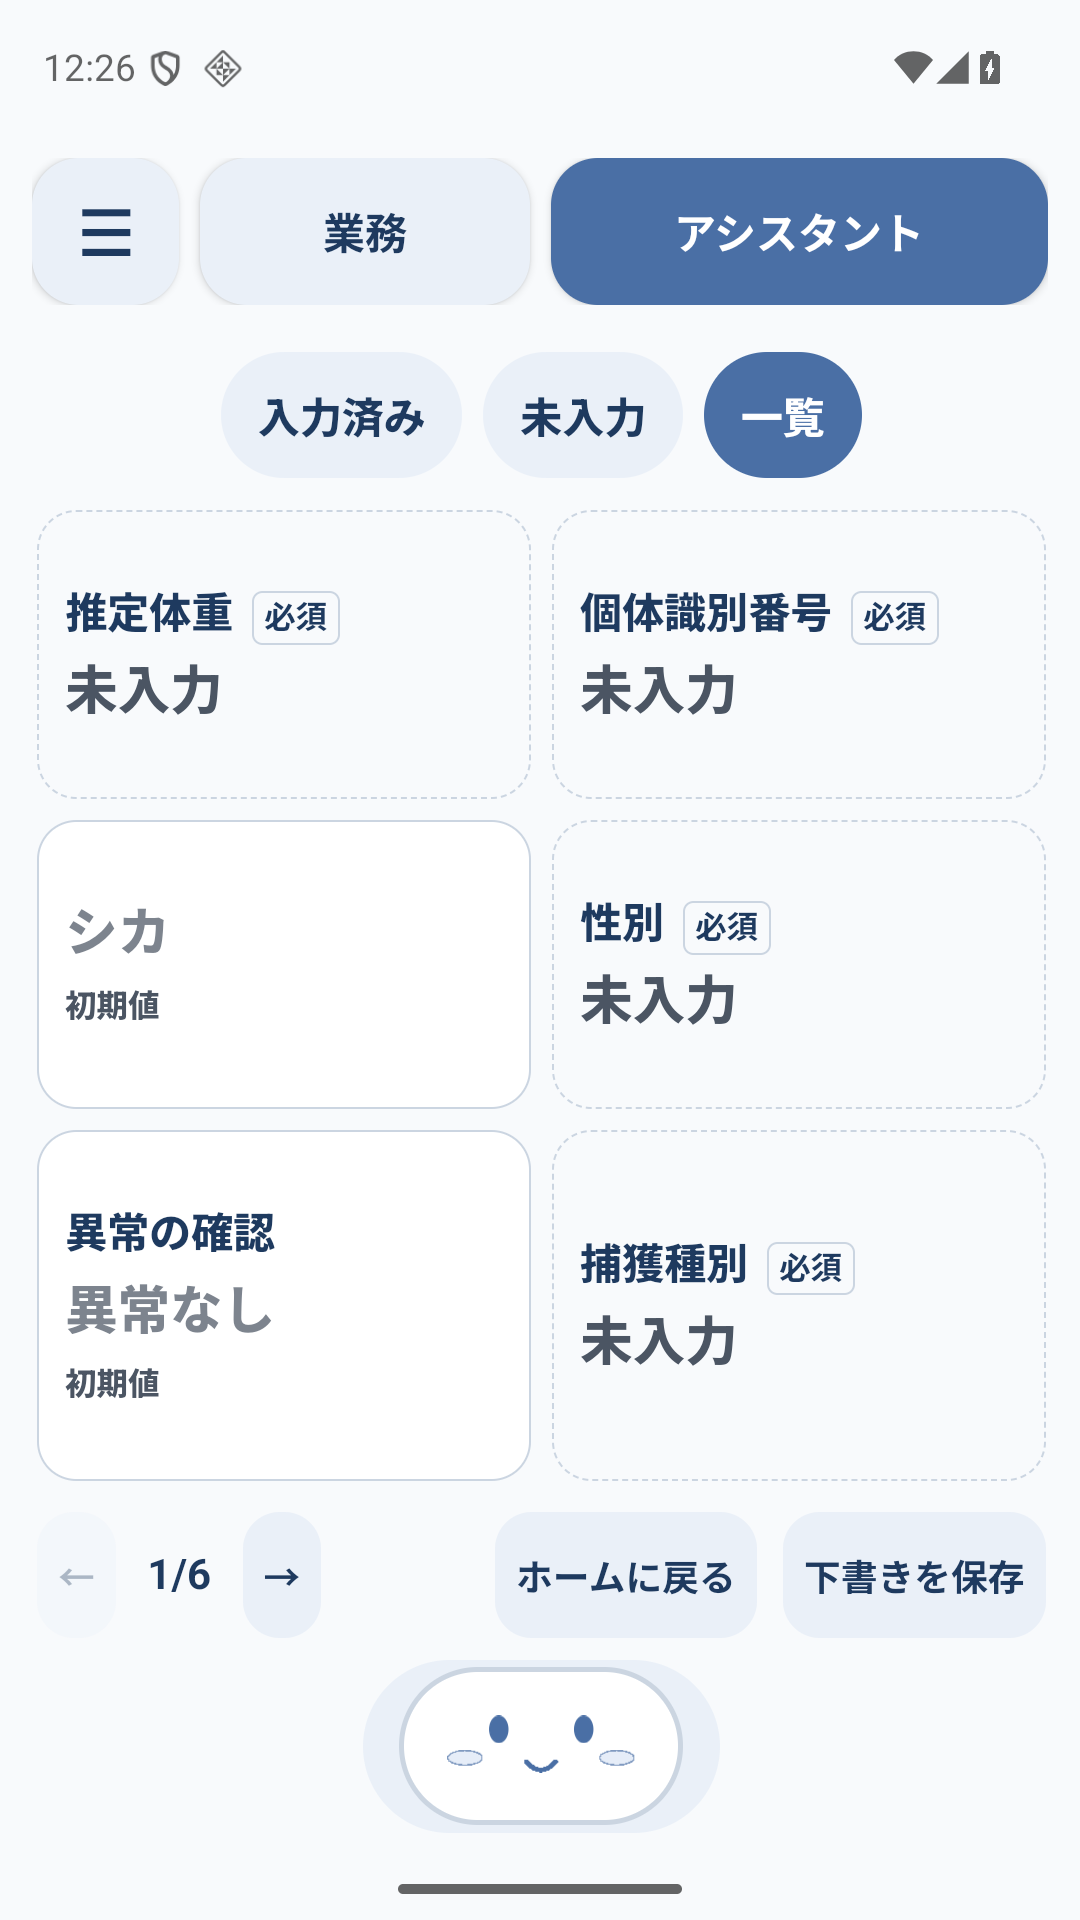 12:26
☰
業務
アシスタント
入力済み
未入力
一覧
推定体重 必須
未入力
個体識別番号 必須
未入力
シカ
初期値
性別 必須
未入力
異常の確認
異常なし
初期値
捕獲種別 必須
未入力
← 1/6 →
ホームに戻る
下書きを保存